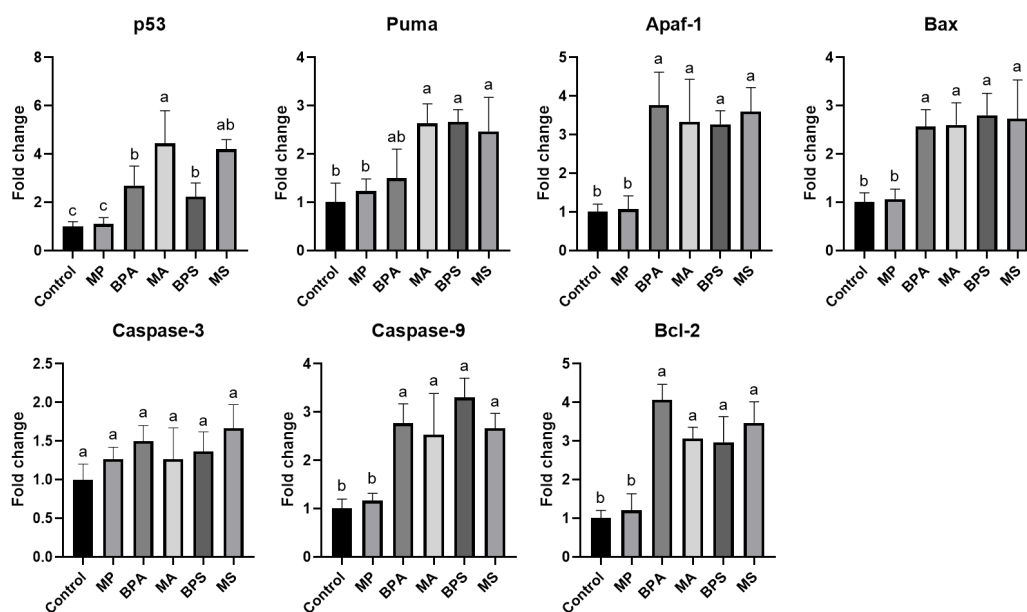 p53
Fold change
8
6
4
2
0
c
c
b
a
b
ab
Control
MP
BPA
MA
BPS
MS
Puma
Fold change
4
3
2
1
0
b
b
ab
a
a
a
Control
MP
BPA
MA
BPS
MS
Apaf-1
Fold change
5
4
3
2
1
0
b
b
a
a
a
a
Control
MP
BPA
MA
BPS
MS
Bax
Fold change
4
3
2
1
0
b
b
a
a
a
a
Control
MP
BPA
MA
BPS
MS
Caspase-3
Fold change
2.5
2.0
1.5
1.0
0.5
0.0
a
a
a
a
a
a
Control
MP
BPA
MA
BPS
MS
Caspase-9
Fold change
4
3
2
1
0
b
b
a
a
a
a
Control
MP
BPA
MA
BPS
MS
Bcl-2
Fold change
5
4
3
2
1
0
b
b
a
a
a
a
Control
MP
BPA
MA
BPS
MS